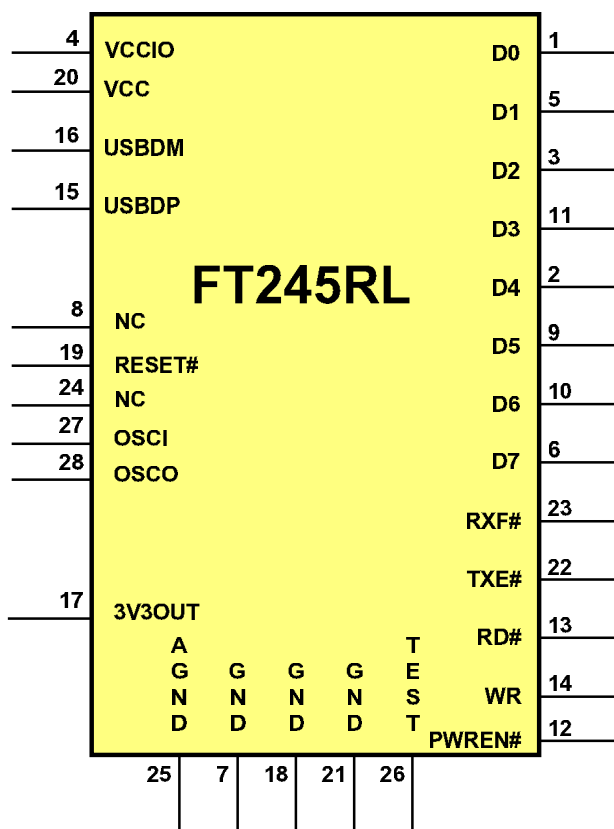 4 VCCIO
20 VCC
16 USBDM
15 USBDP
8 NC
19 RESET#
24 NC
27 OSCI
28 OSCO
17 3V3OUT
FT245RL
D0 1
D1 5
D2 3
D3 11
D4 2
D5 9
D6 10
D7 6
RXF# 23
TXE# 22
RD# 13
WR 14
PWREN# 12
AGND 25
GND 7
GND 18
GND 21
TEST 26